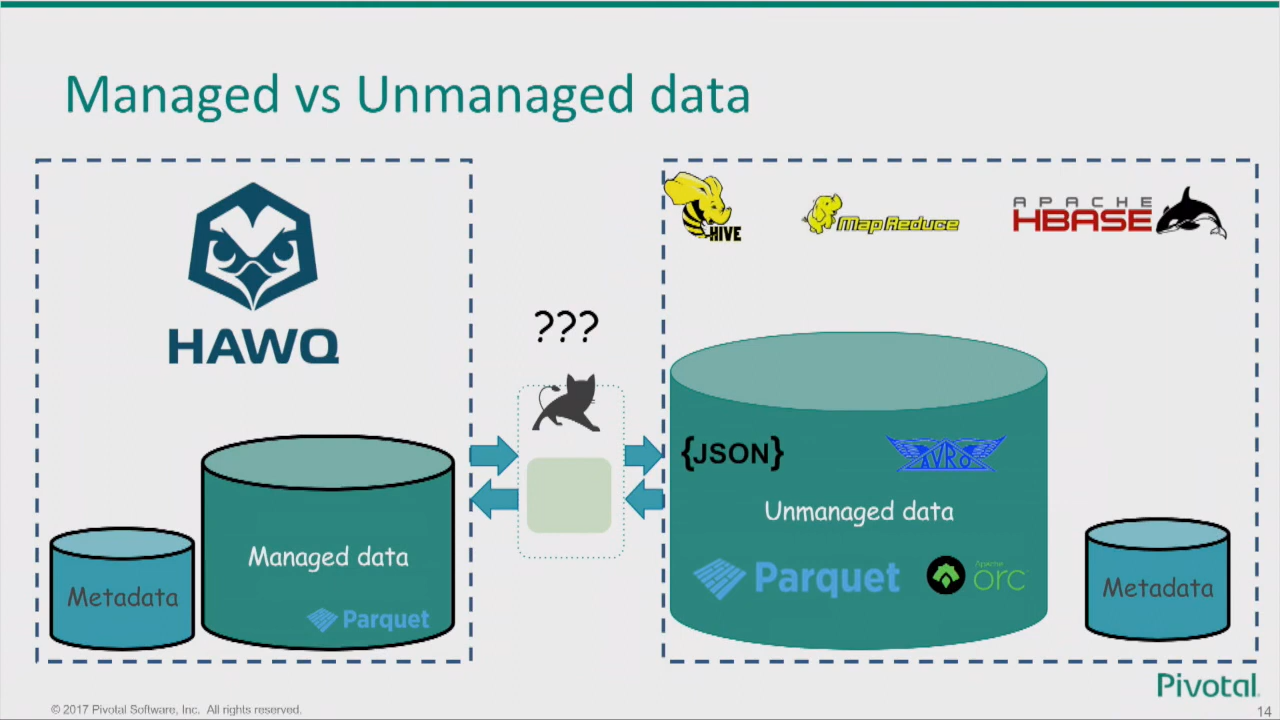 Managed vs Unmanaged data
HAWQ
Metadata
Managed data
Parquet
???
HIVE
Map Reduce
APACHE
HBASE
{JSON}
AVRO
Unmanaged data
Parquet
Apache
orc
Metadata
Pivotal
© 2017 Pivotal Software, Inc. All rights reserved.
14